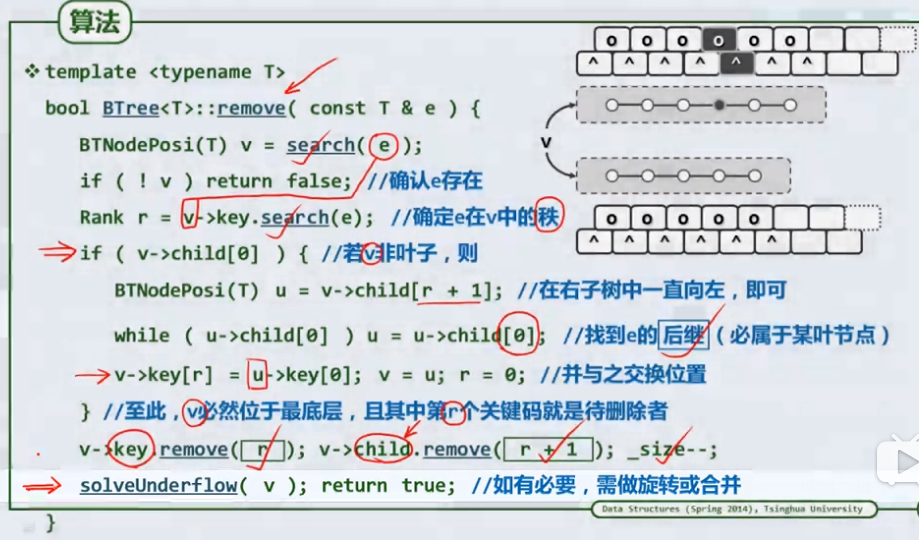 算法
❖template <typename T>
bool BTree<T>::remove( const T & e ) {
BTNodePosi(T) v = search( e );
if ( ! v ) return false; //确认e存在
Rank r = v->key.search(e); //确定e在v中的秩
if ( v->child[0] ) { //若v非叶子，则
BTNodePosi(T) u = v->child[r + 1]; //在右子树中一直向左，即可
while ( u->child[0] ) u = u->child[0]; //找到e的后继（必属于某叶节点）
v->key[r] = u->key[0]; v = u; r = 0; //并与之交换位置
} //至此，v必然位于最底层，且其中第r个关键码就是待删除者
v->key.remove( r ); v->child.remove( r + 1 ); _size--;
solveUnderflow( v ); return true; //如有必要，需做旋转或合并
}
o o o o o o
^ ^ ^ ^ ^ ^ ^
v
o o o o o
^ ^ ^ ^ ^ ^
Data Structures (Spring 2014), Tsinghua University